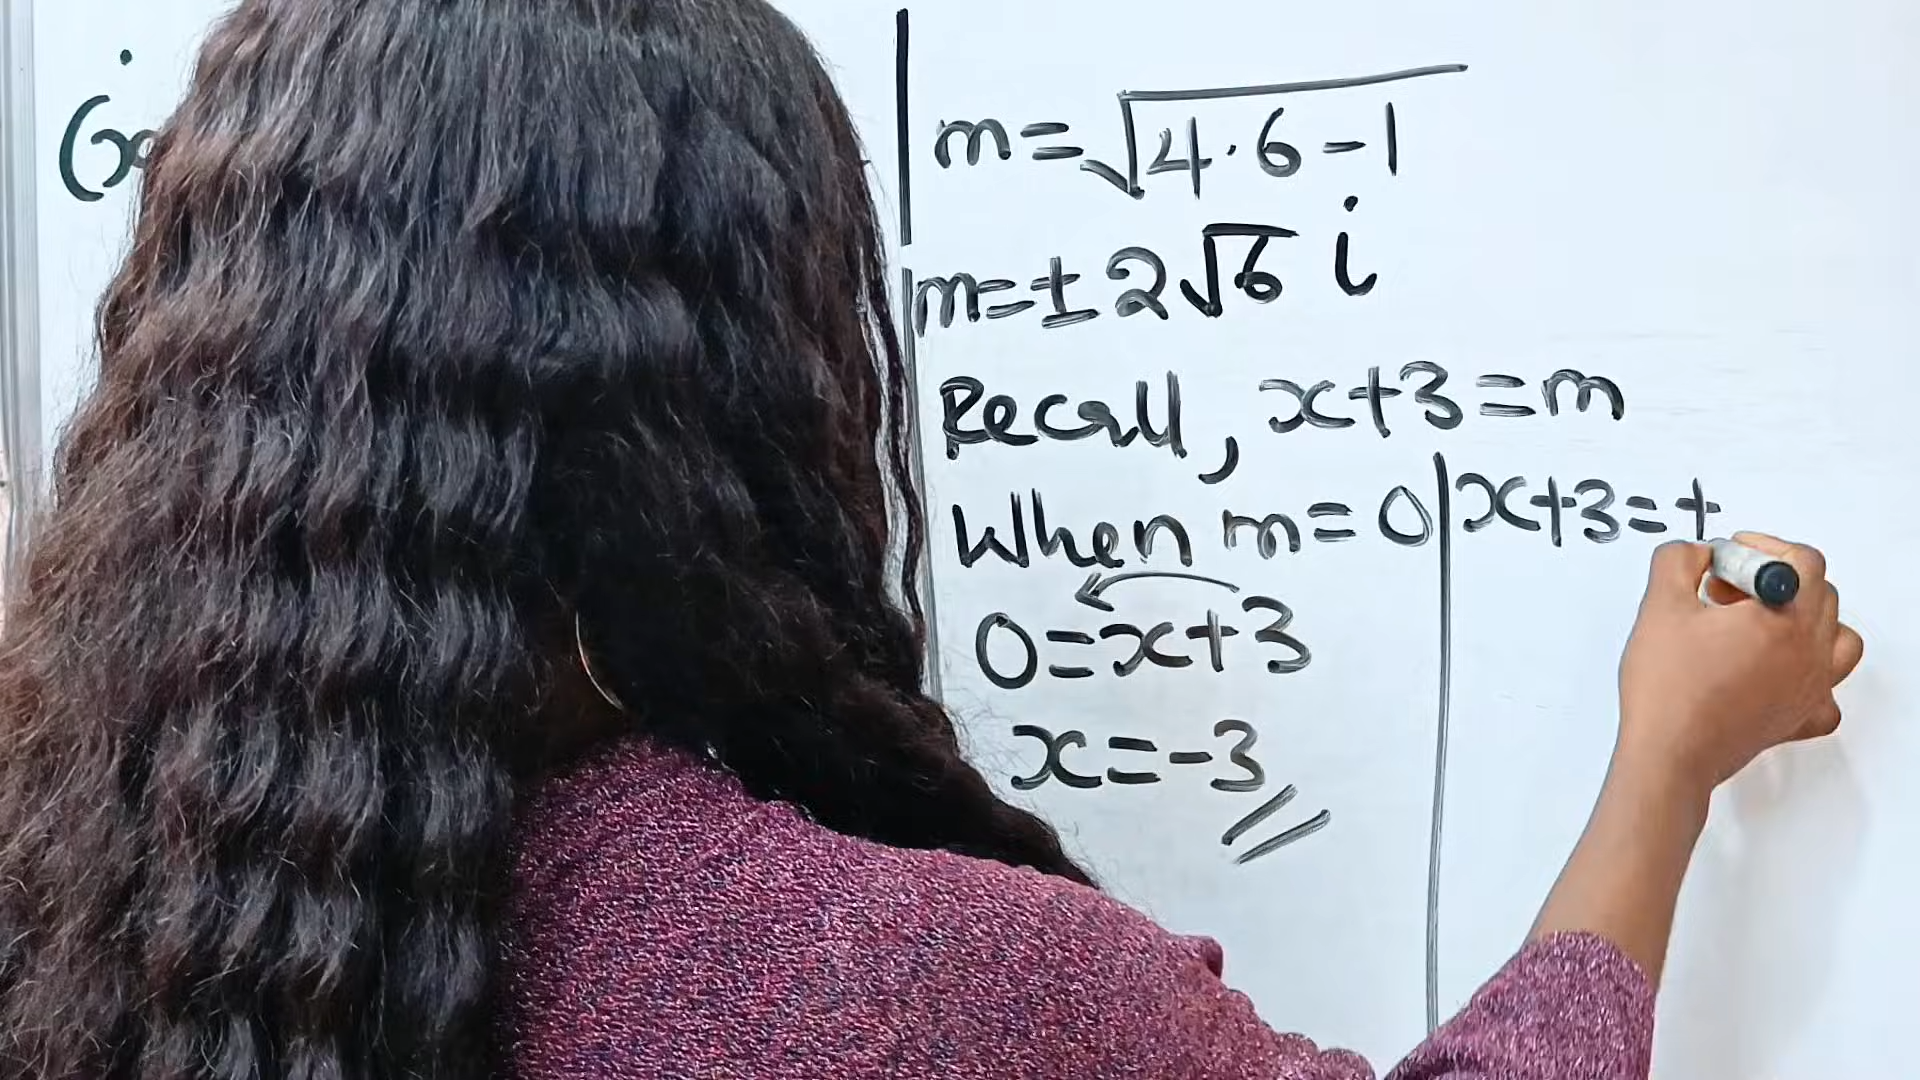 (x
m=√4·6-1
m=±2√6 i
Recall, x+3=m
When m=0
0=x+3
x=-3
x+3=+